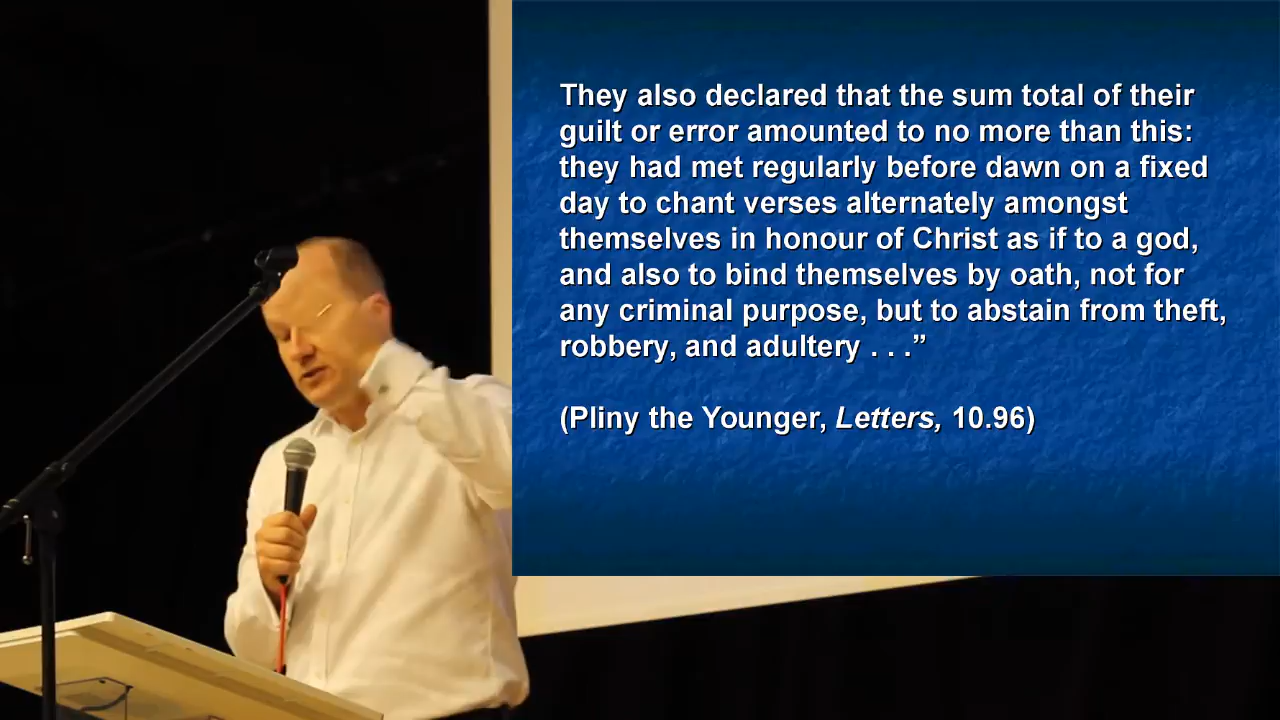 They also declared that the sum total of their
guilt or error amounted to no more than this:
they had met regularly before dawn on a fixed
day to chant verses alternately amongst
themselves in honour of Christ as if to a god,
and also to bind themselves by oath, not for
any criminal purpose, but to abstain from theft,
robbery, and adultery . . .”
(Pliny the Younger, Letters, 10.96)